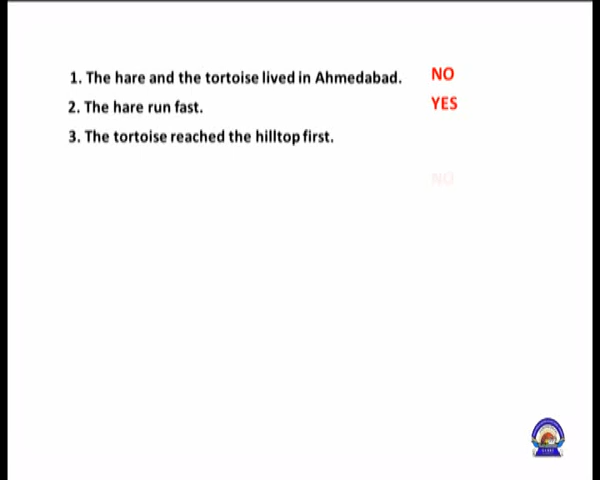 1. The hare and the tortoise lived in Ahmedabad. NO
2. The hare run fast. YES
3. The tortoise reached the hilltop first.
NO